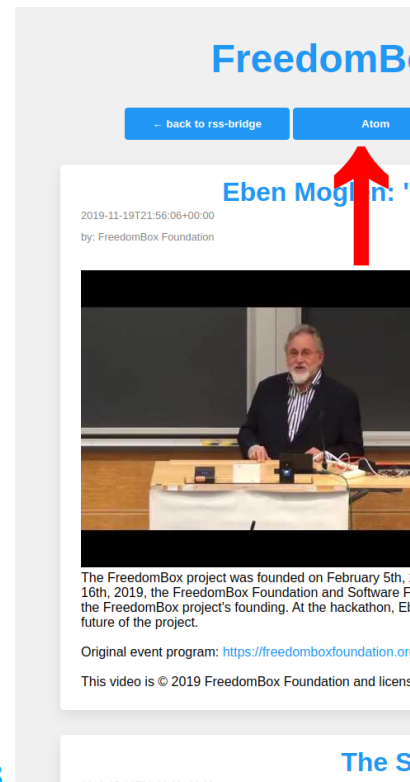 FreedomB
← back to rss-bridge
Atom
Eben Moglen: '
2019-11-19T21:56:06+00:00
by: FreedomBox Foundation
The FreedomBox project was founded on February 5th,
16th, 2019, the FreedomBox Foundation and Software F
the FreedomBox project's founding. At the hackathon, Eb
future of the project.
Original event program: https://freedomboxfoundation.or
This video is © 2019 FreedomBox Foundation and licens
The S